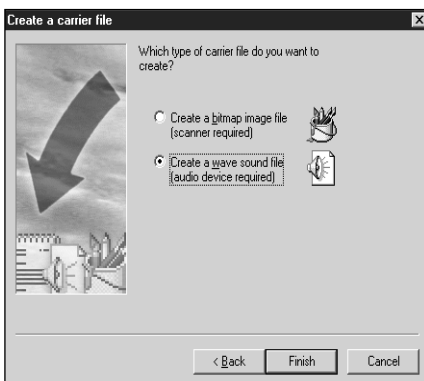 Create a carrier file
Which type of carrier file do you want to
create?
Create a bitmap image file
(scanner required)
Create a wave sound file
(audio device required)
< Back
Finish
Cancel